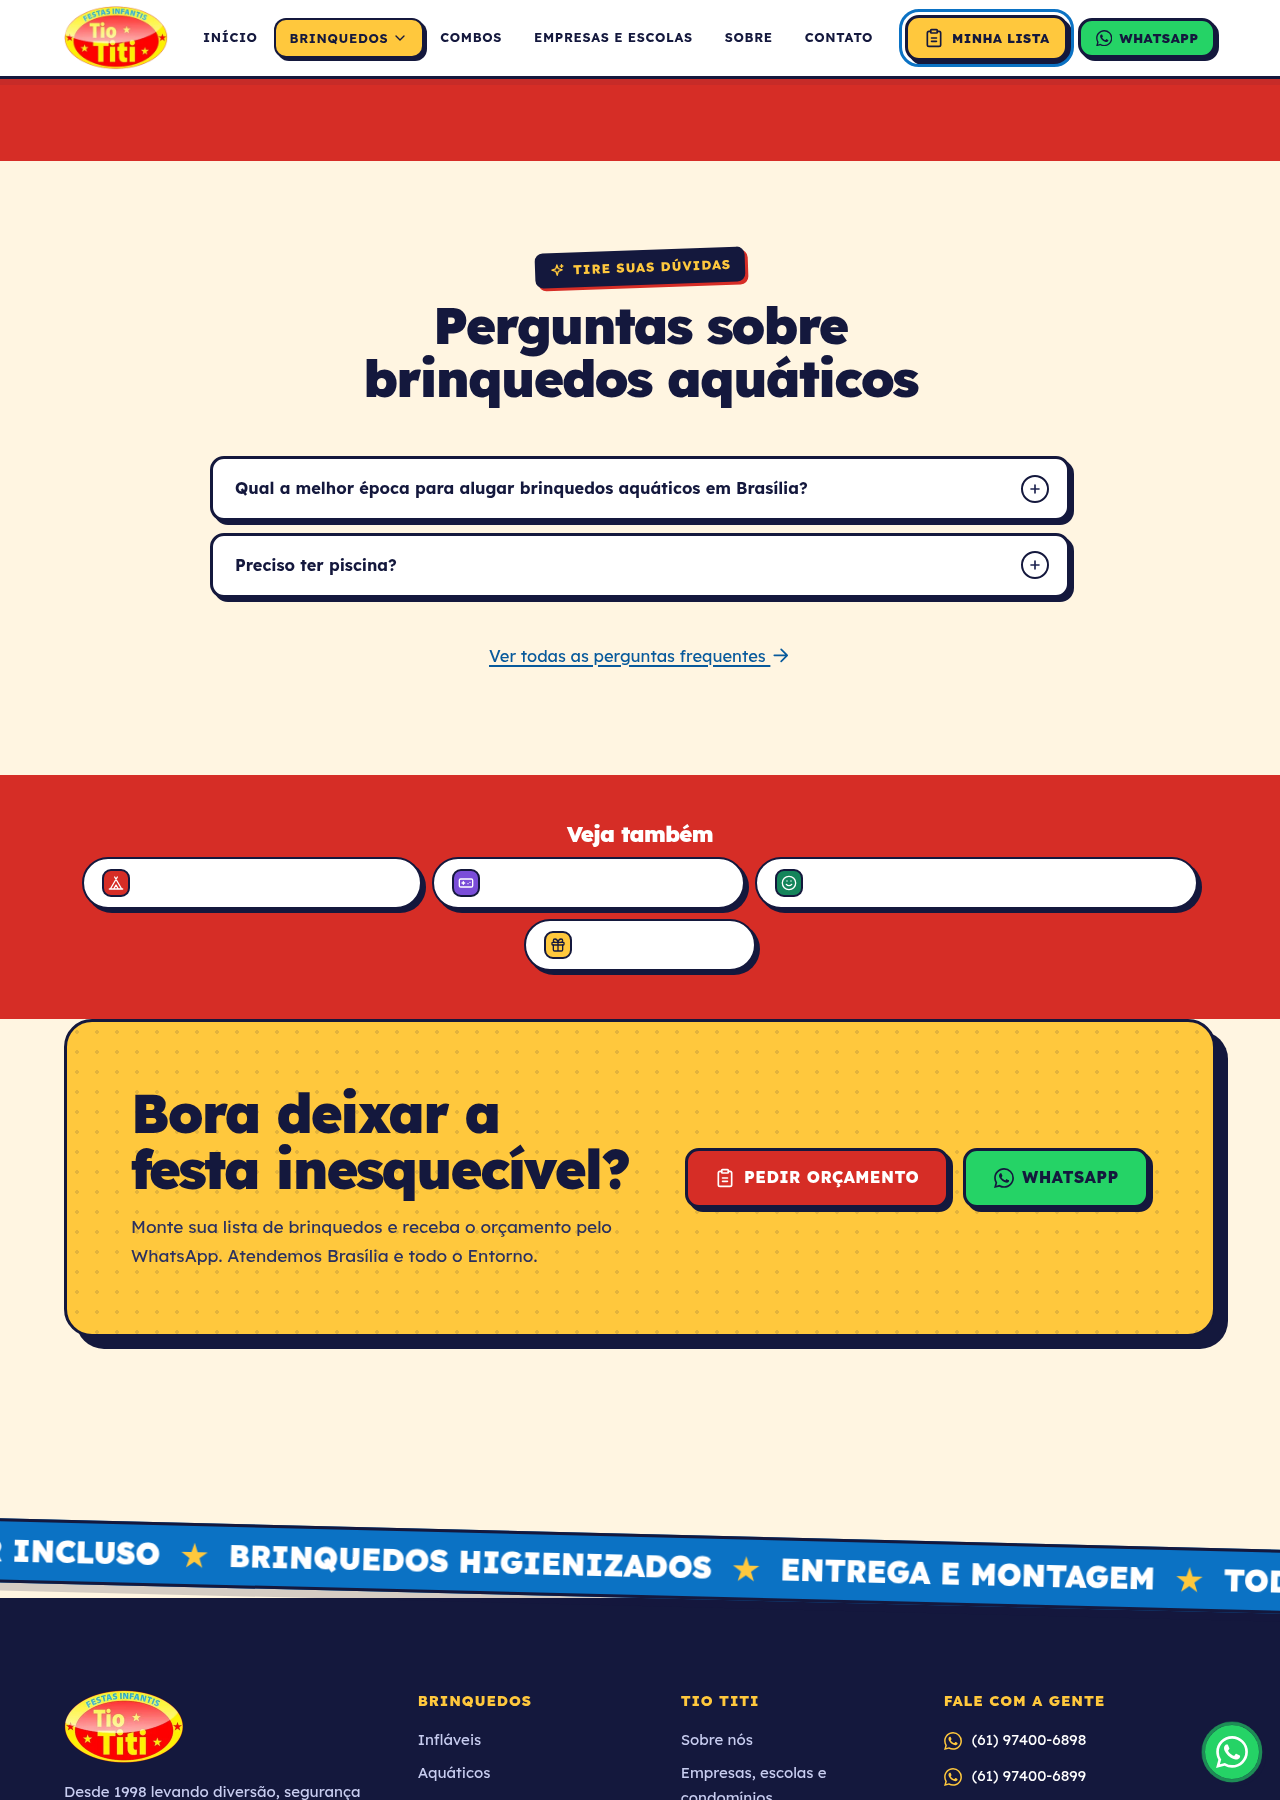 FESTAS INFANTIS
Tio
Titi
INÍCIO
BRINQUEDOS
COMBOS
EMPRESAS E ESCOLAS
SOBRE
CONTATO
MINHA LISTA
WHATSAPP
TIRE SUAS DÚVIDAS
Perguntas sobre
brinquedos aquáticos
Qual a melhor época para alugar brinquedos aquáticos em Brasília?
Preciso ter piscina?
Ver todas as perguntas frequentes
Veja também
Bora deixar a
festa inesquecível?
Monte sua lista de brinquedos e receba o orçamento pelo
WhatsApp. Atendemos Brasília e todo o Entorno.
PEDIR ORÇAMENTO
WHATSAPP
INCLUSO ★ BRINQUEDOS HIGIENIZADOS ★ ENTREGA E MONTAGEM ★
FESTAS INFANTIS
Tio
Titi
Desde 1998 levando diversão, segurança
BRINQUEDOS
Infláveis
Aquáticos
TIO TITI
Sobre nós
Empresas, escolas e
condomínios
FALE COM A GENTE
(61) 97400-6898
(61) 97400-6899